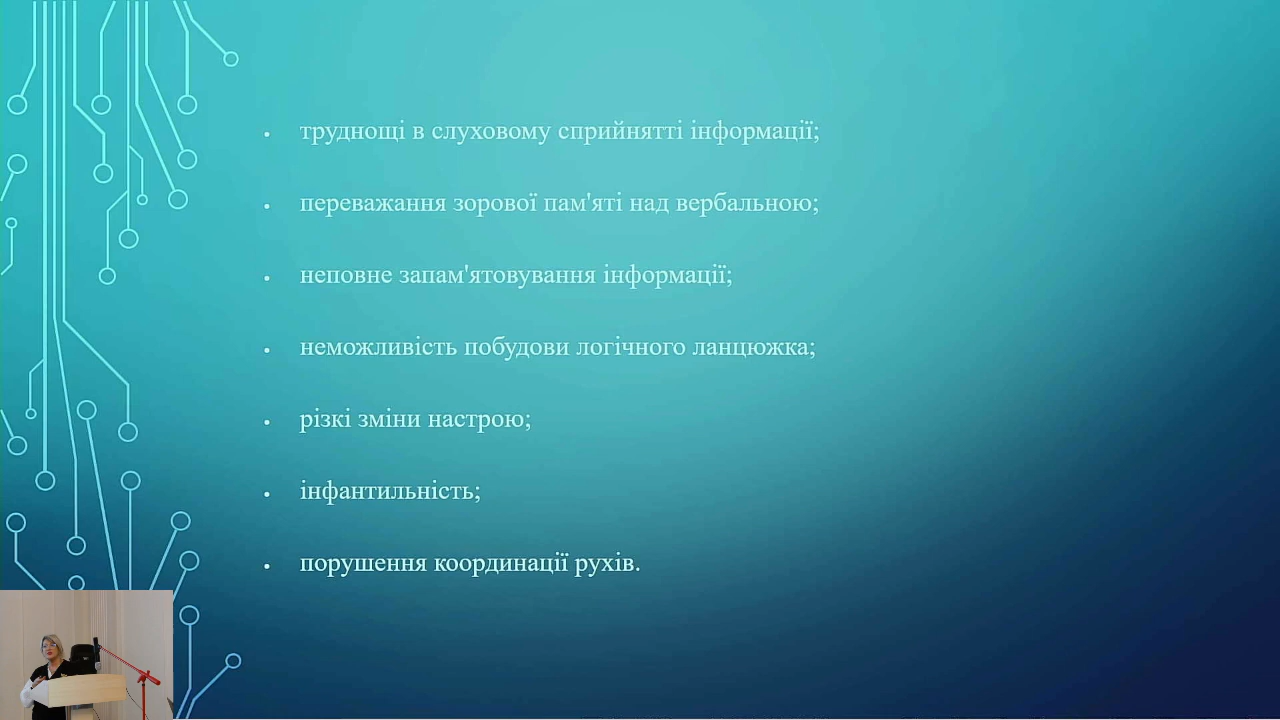 • труднощі в слуховому сприйнятті інформації;
• переважання зорової пам'яті над вербальною;
• неповне запам'ятовування інформації;
• неможливість побудови логічного ланцюжка;
• різкі зміни настрою;
• інфантильність;
• порушення координації рухів.